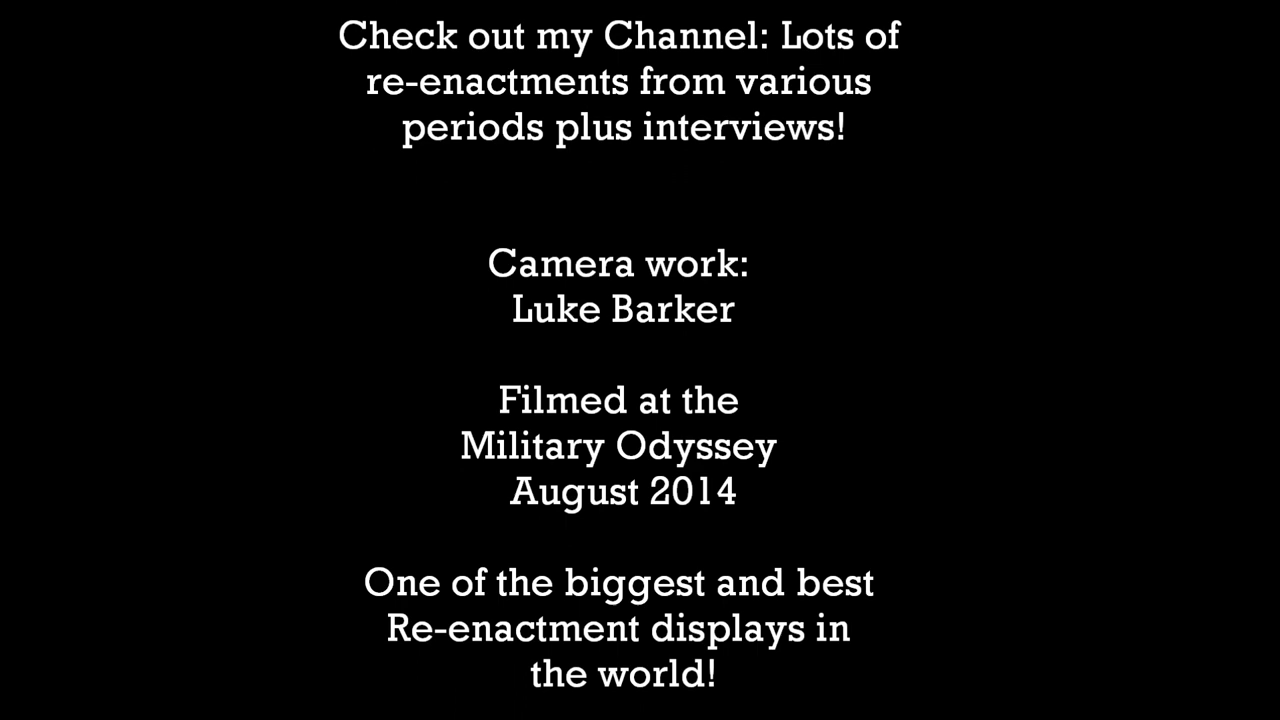 Check out my Channel: Lots of
re-enactments from various
periods plus interviews!
Camera work:
Luke Barker
Filmed at the
Military Odyssey
August 2014
One of the biggest and best
Re-enactment displays in
the world!